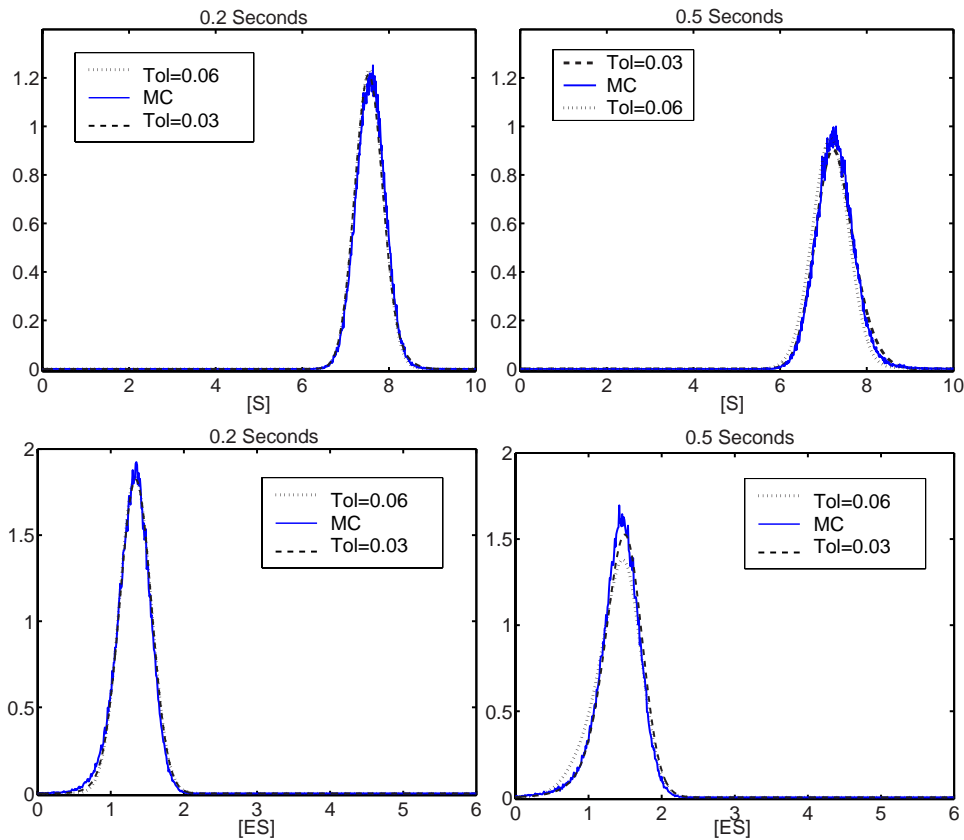 0.2 Seconds
1.2
1
0.8
0.6
0.4
0.2
0
Tol=0.06
MC
Tol=0.03
0 2 4 6 8 10
[S]
0.5 Seconds
1.2
1
0.8
0.6
0.4
0.2
0
Tol=0.03
MC
Tol=0.06
0 2 4 6 8 10
[S]
0.2 Seconds
2
1.5
1
0.5
0
Tol=0.06
MC
Tol=0.03
0 1 2 3 4 5 6
[ES]
0.5 Seconds
2
1.5
1
0.5
0
Tol=0.06
MC
Tol=0.03
0 1 2 3 4 5 6
[ES]